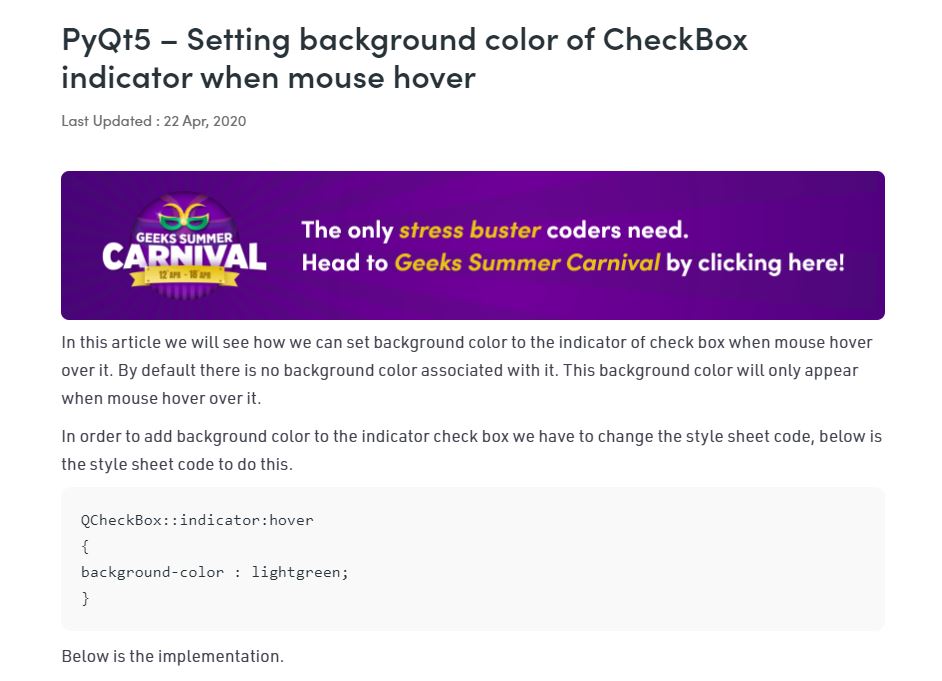 PyQt5 – Setting background color of CheckBox
indicator when mouse hover
Last Updated : 22 Apr, 2020
GEEKS SUMMER
CARNIVAL
12 APR - 18 APR
The only stress buster coders need.
Head to Geeks Summer Carnival by clicking here!
In this article we will see how we can set background color to the indicator of check box when mouse hover
over it. By default there is no background color associated with it. This background color will only appear
when mouse hover over it.
In order to add background color to the indicator check box we have to change the style sheet code, below is
the style sheet code to do this.
QCheckBox::indicator:hover
{
background-color : lightgreen;
}
Below is the implementation.